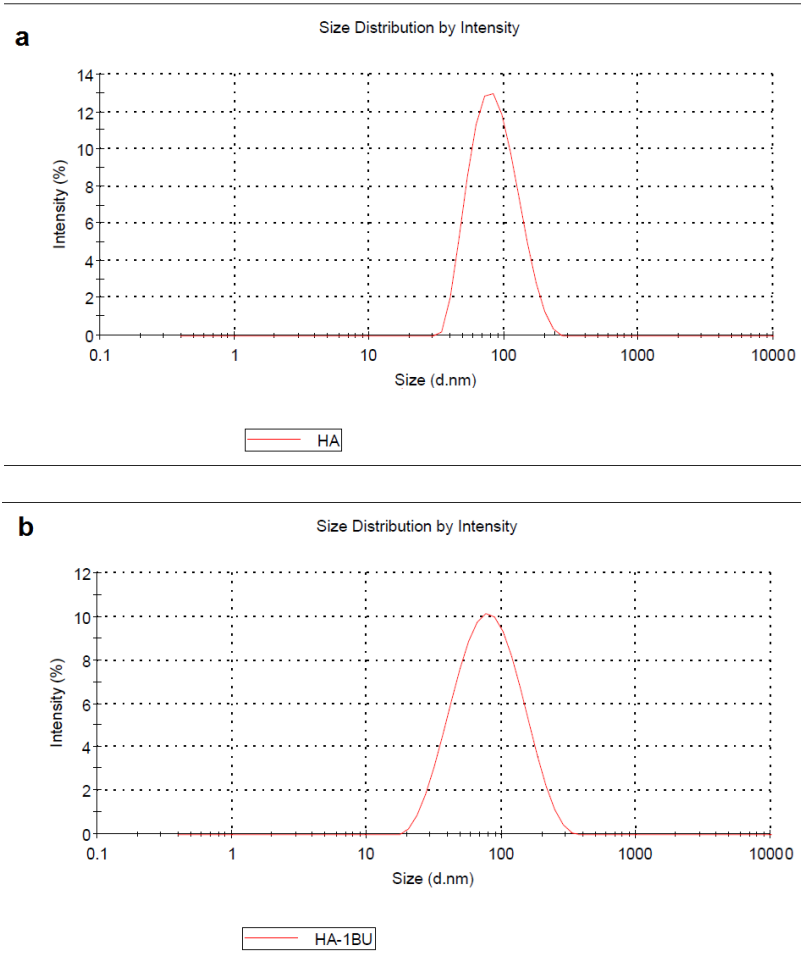 a
Size Distribution by Intensity
14
12
10
8
6
4
2
0
Intensity (%)
0.1 1 10 100 1000 10000
Size (d.nm)
HA
b
Size Distribution by Intensity
12
10
8
6
4
2
0
Intensity (%)
0.1 1 10 100 1000 10000
Size (d.nm)
HA-1BU